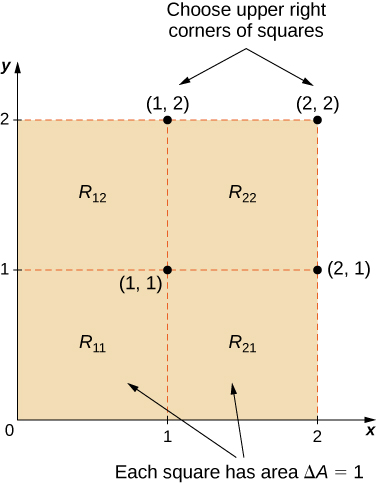 Choose upper right
corners of squares
y
(1, 2)
(2, 2)
2
R₁₂
R₂₂
1
(1, 1)
(2, 1)
R₁₁
R₂₁
0
1
2
x
Each square has area ΔA = 1